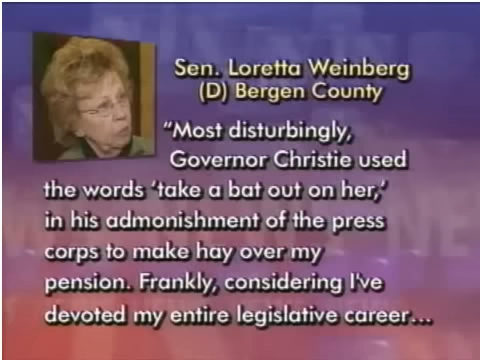 Sen. Loretta Weinberg
(D) Bergen County
“Most disturbingly,
Governor Christie used
the words ‘take a bat out on her,’
in his admonishment of the press
corps to make hay over my
pension. Frankly, considering I've
devoted my entire legislative career...